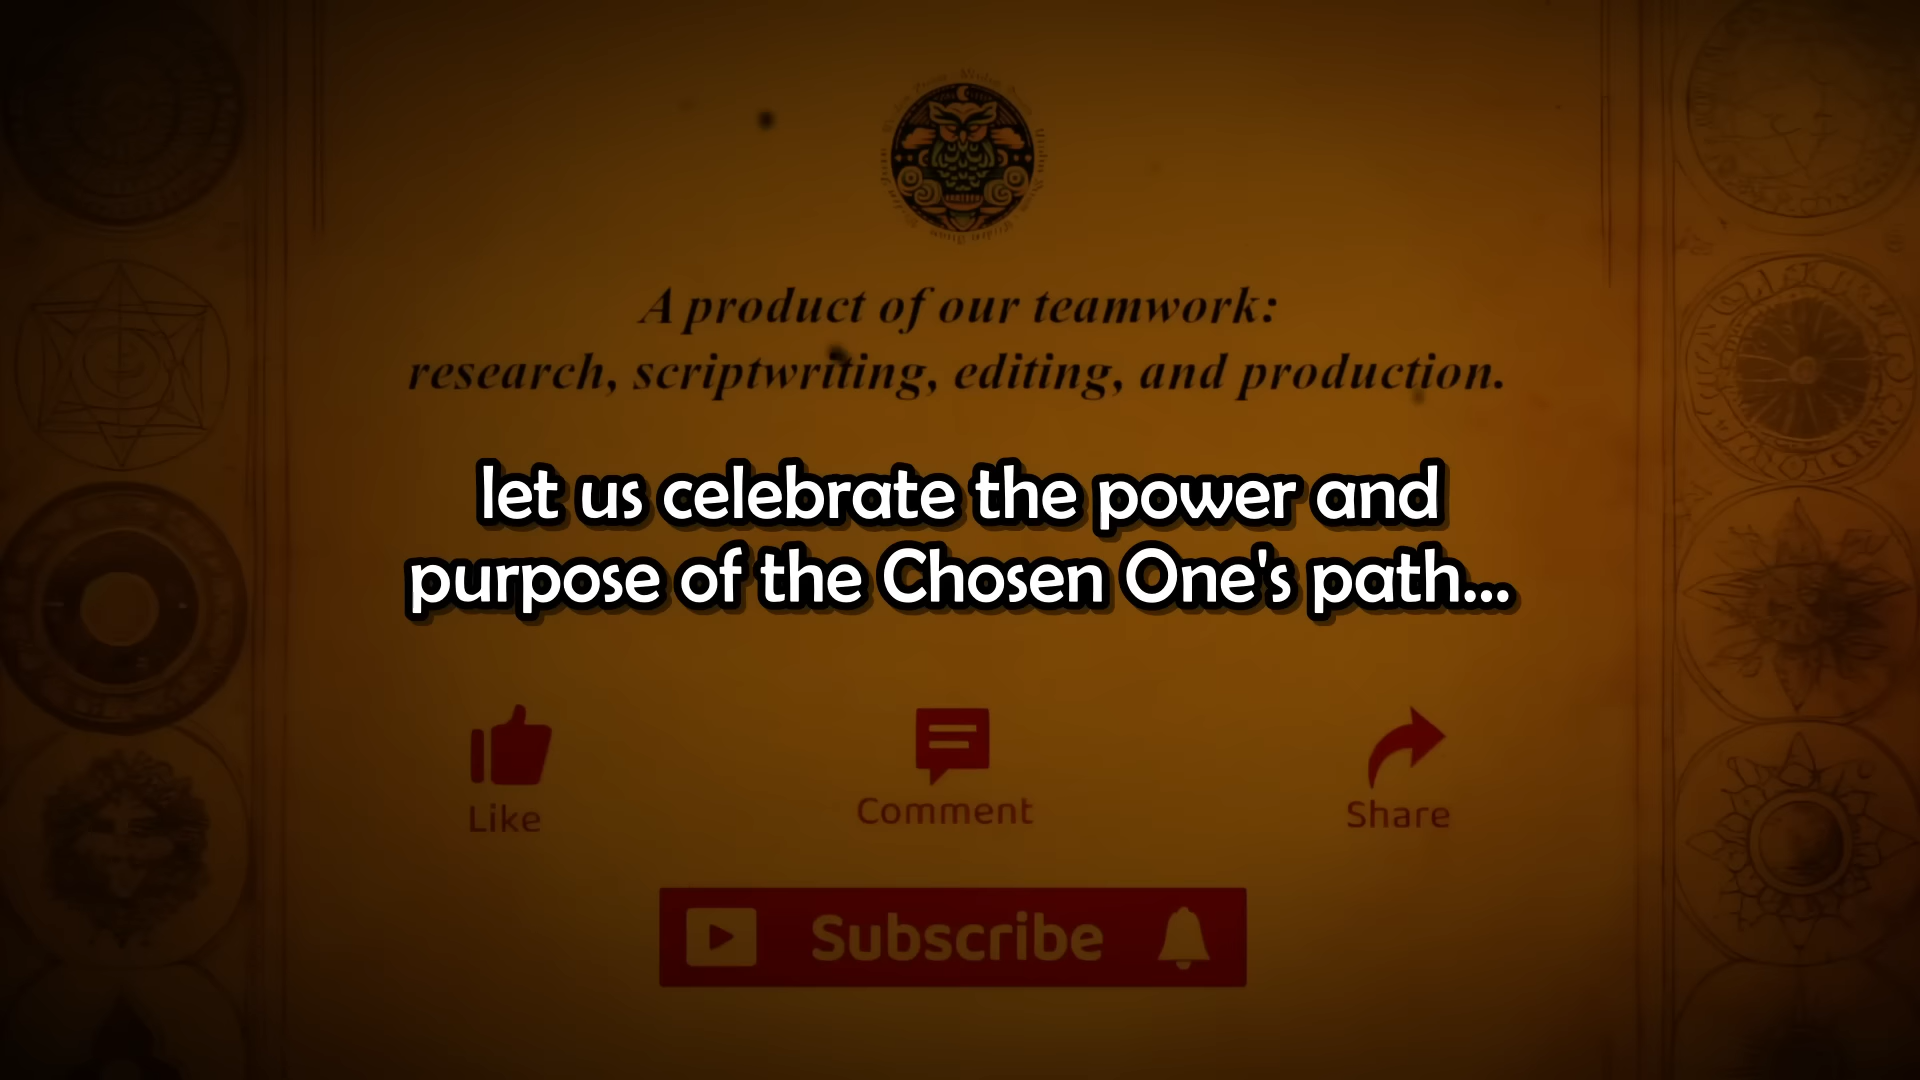 A product of our teamwork:
research, scriptwriting, editing, and production.
let us celebrate the power and
purpose of the Chosen One's path...
Like
Comment
Share
Subscribe